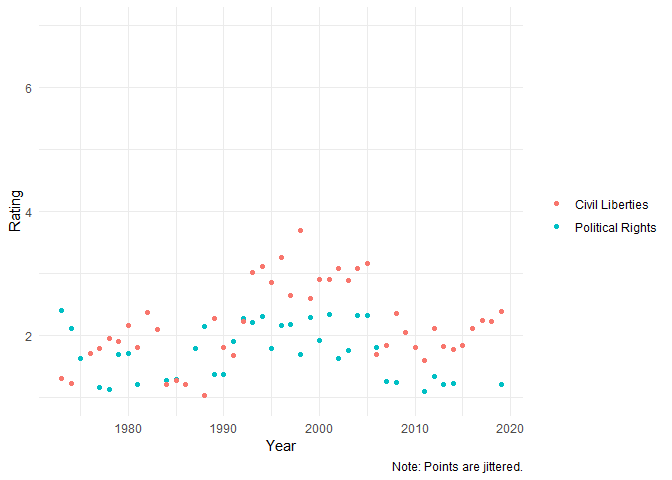 6
4
2
Rating
1980
1990
2000
2010
2020
Year
Civil Liberties
Political Rights
Note: Points are jittered.